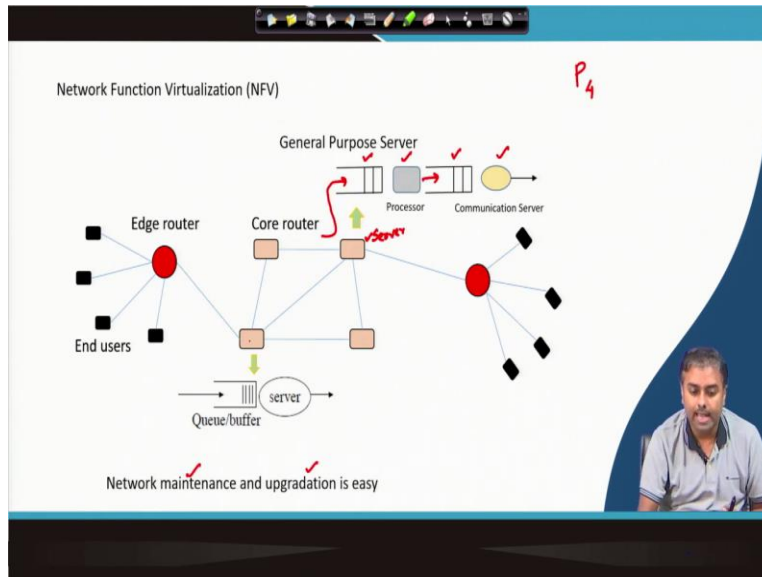 P4
Network Function Virtualization (NFV)
General Purpose Server
Processor
Communication Server
Edge router
Core router
server
End users
server
Queue/buffer
Network maintenance and upgradation is easy